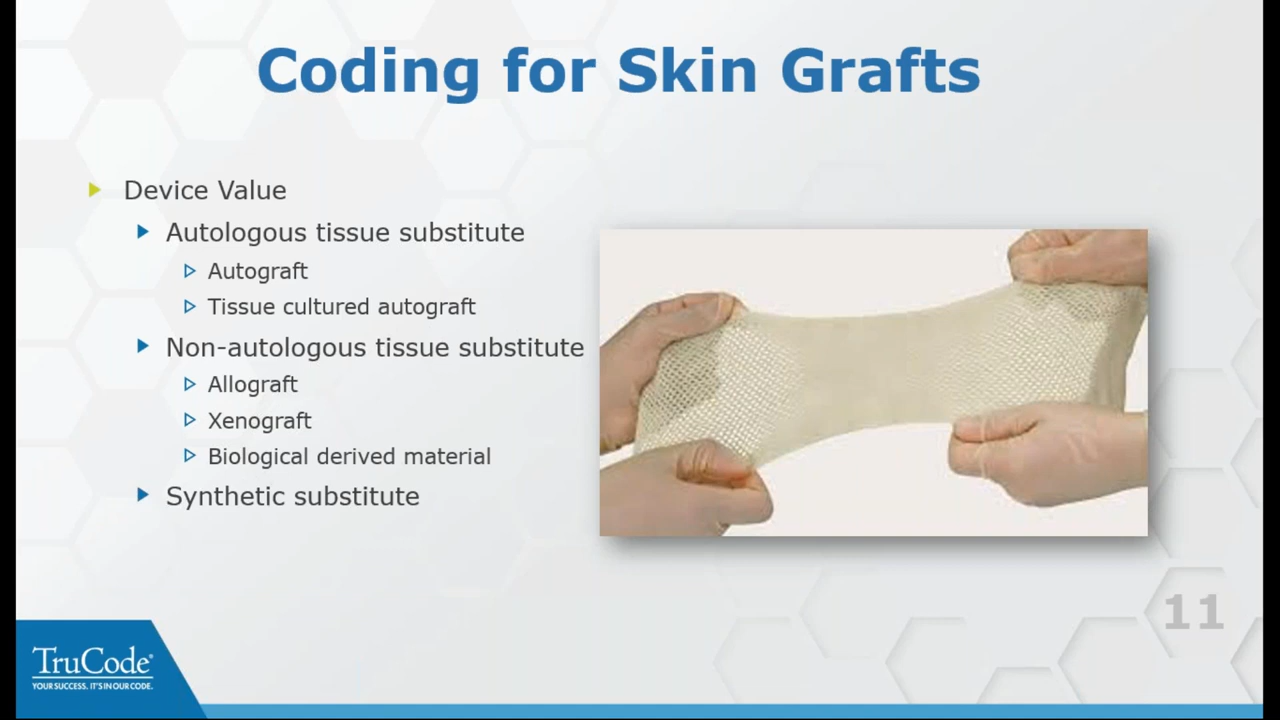 Coding for Skin Grafts
Device Value
Autologous tissue substitute
Autograft
Tissue cultured autograft
Non-autologous tissue substitute
Allograft
Xenograft
Biological derived material
Synthetic substitute
11
TruCode®
YOUR SUCCESS. IT'S IN OUR CODE.